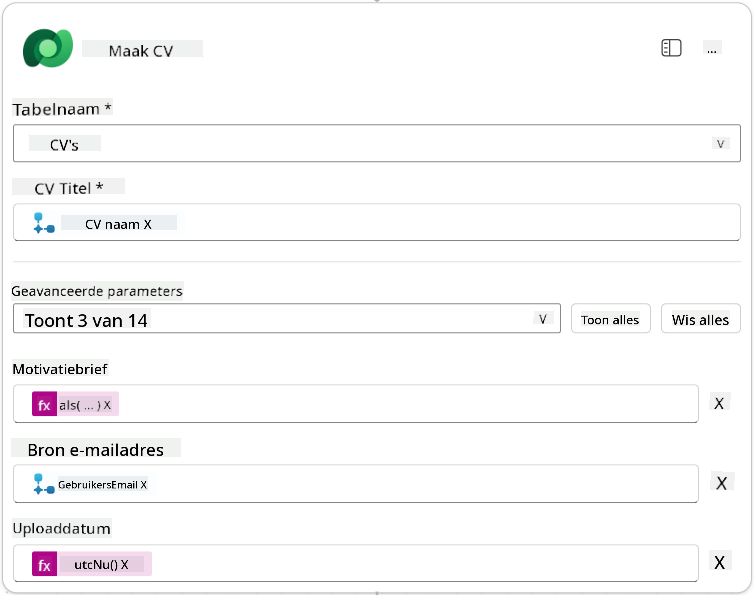 Maak CV
...
Tabelnaam *
CV's
V
CV Titel *
CV naam X
Geavanceerde parameters
Toont 3 van 14
V
Toon alles
Wis alles
Motivatiebrief
fx als( ... ) X
X
Bron e-mailadres
GebruikersEmail X
X
Uploaddatum
fx utcNu() X
X